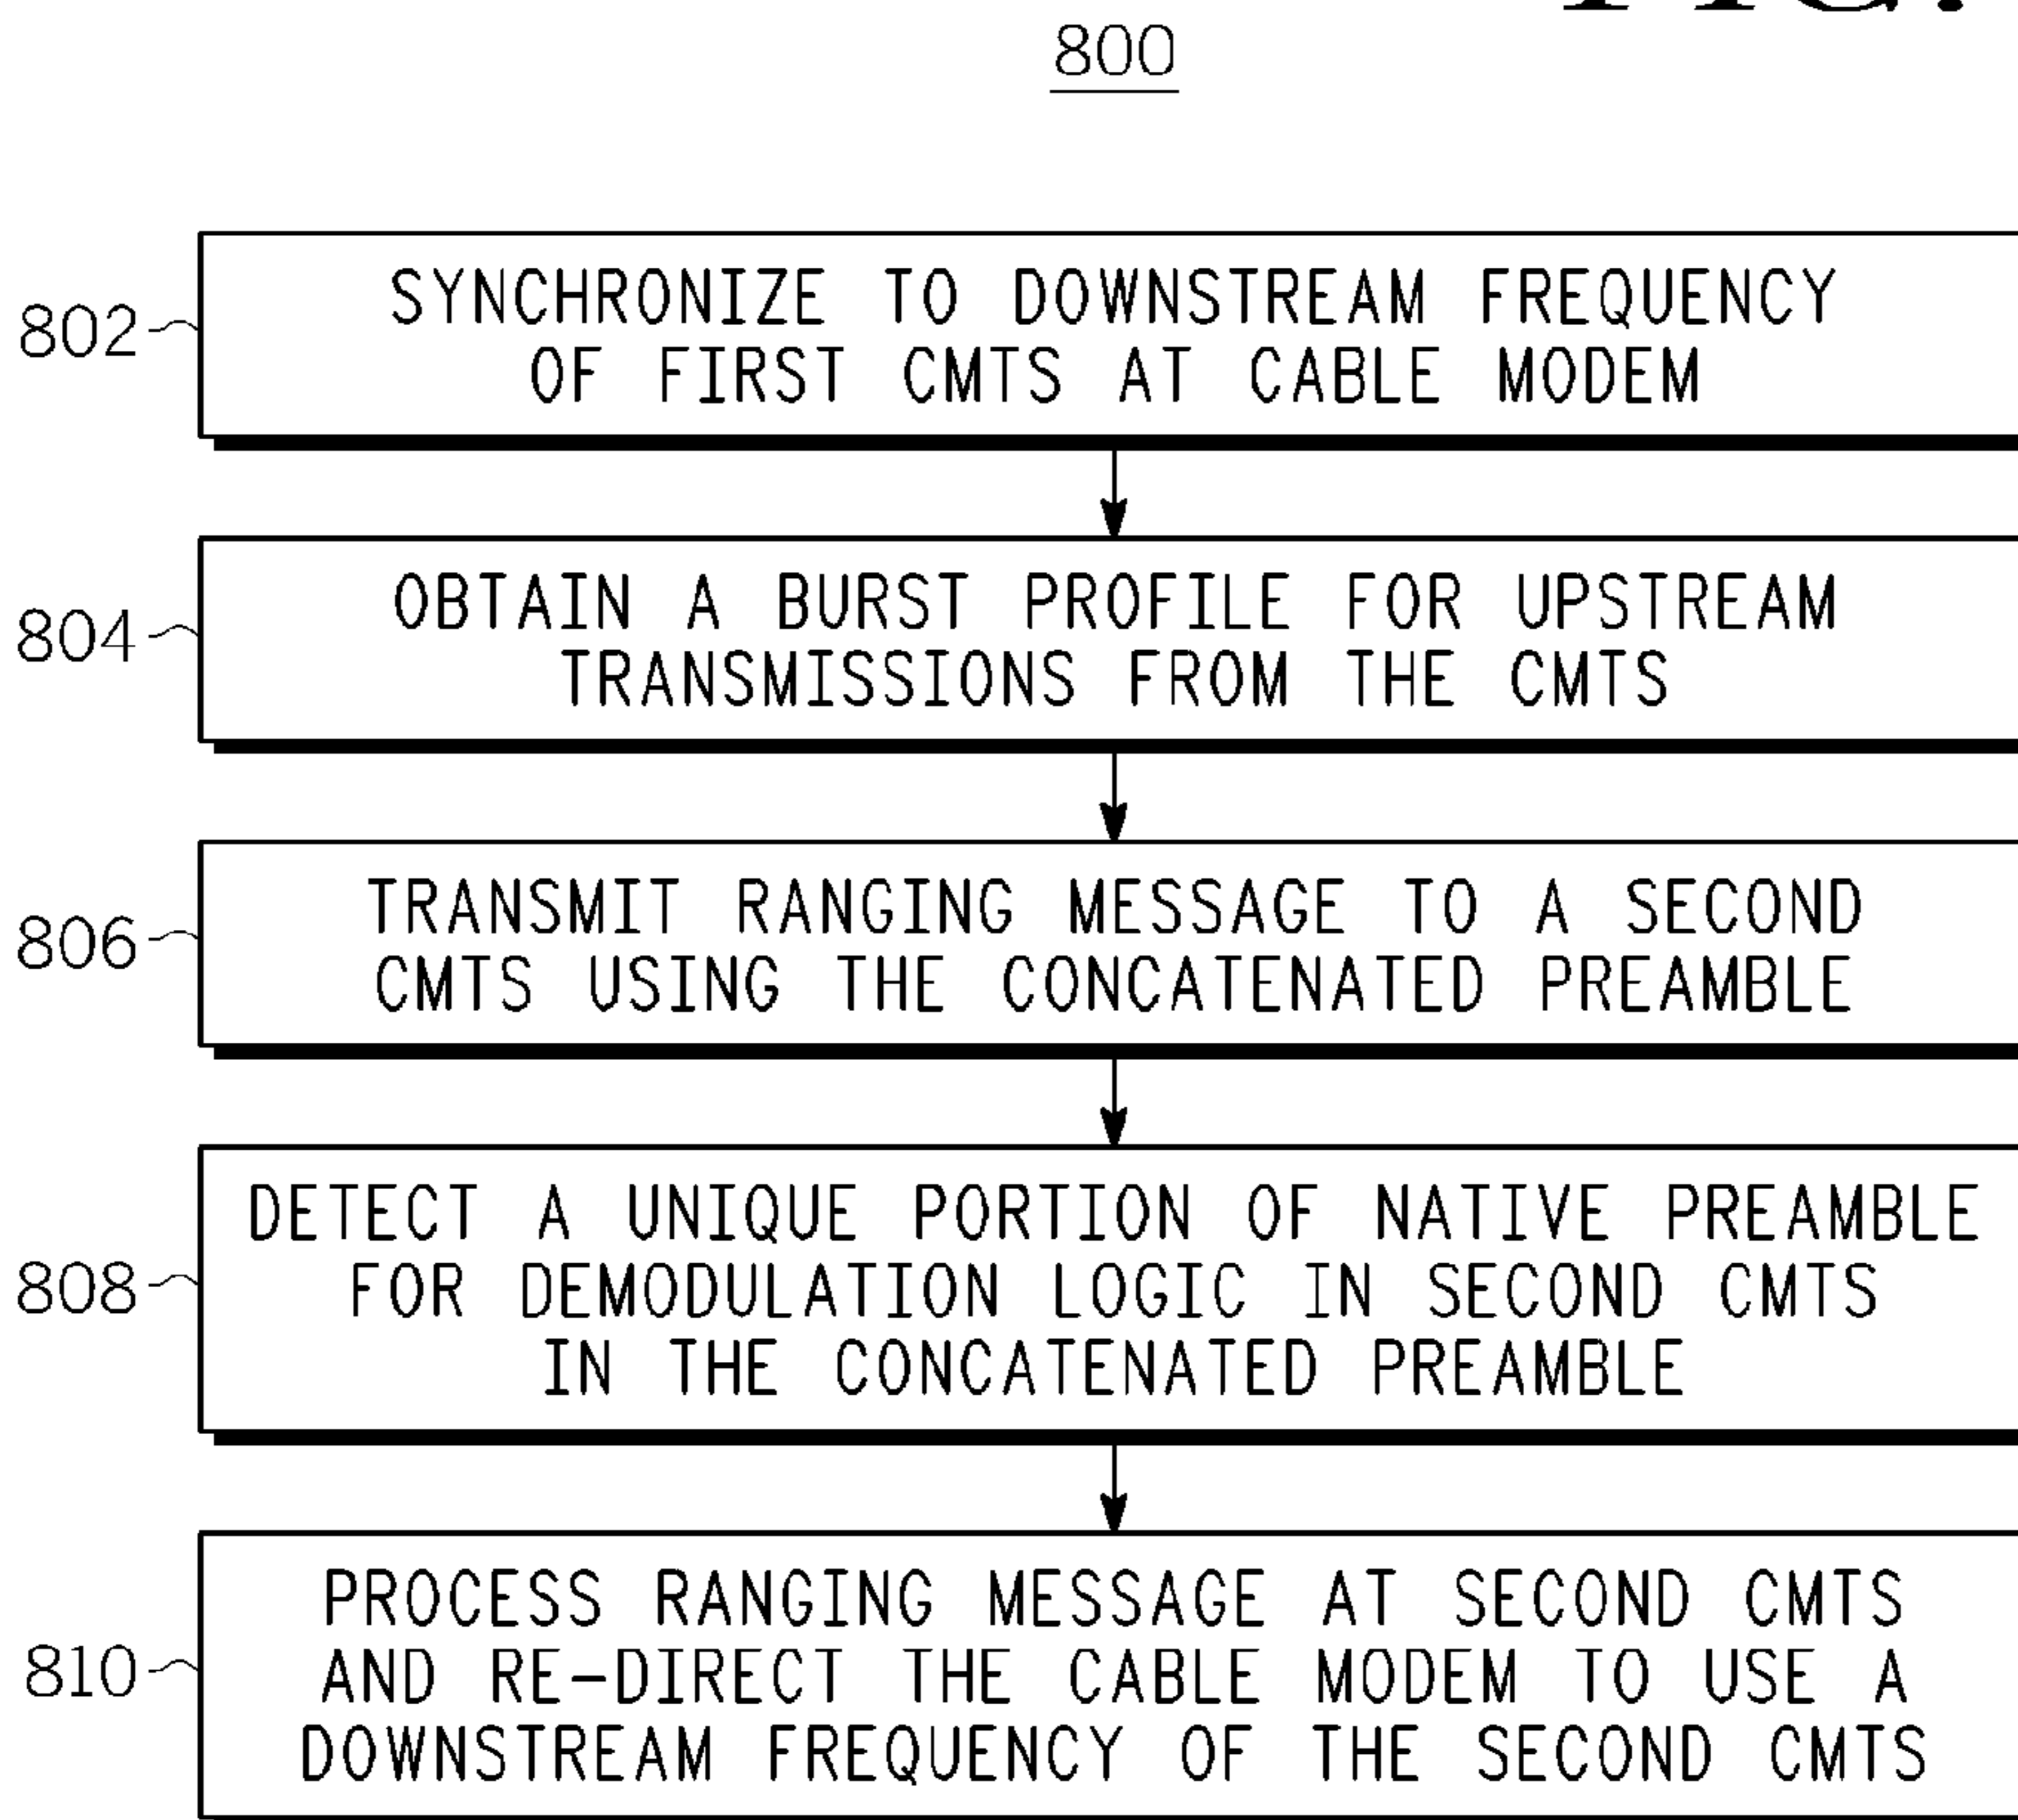 FIG.
800
802
SYNCHRONIZE TO DOWNSTREAM FREQUENCY
OF FIRST CMTS AT CABLE MODEM
804
OBTAIN A BURST PROFILE FOR UPSTREAM
TRANSMISSIONS FROM THE CMTS
806
TRANSMIT RANGING MESSAGE TO A SECOND
CMTS USING THE CONCATENATED PREAMBLE
808
DETECT A UNIQUE PORTION OF NATIVE PREAMBLE
FOR DEMODULATION LOGIC IN SECOND CMTS
IN THE CONCATENATED PREAMBLE
810
PROCESS RANGING MESSAGE AT SECOND CMTS
AND RE-DIRECT THE CABLE MODEM TO USE A
DOWNSTREAM FREQUENCY OF THE SECOND CMTS